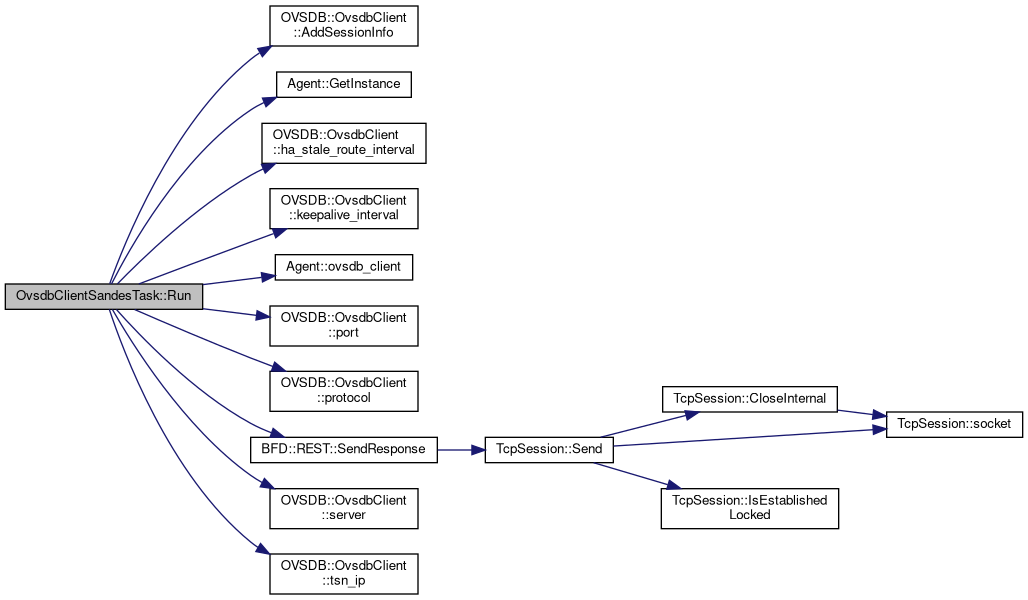 OVSDB::OvsdbClient
::AddSessionInfo
Agent::GetInstance
OVSDB::OvsdbClient
::ha_stale_route_interval
OVSDB::OvsdbClient
::keepalive_interval
Agent::ovsdb_client
OvsdbClientSandesTask::Run
OVSDB::OvsdbClient
::port
OVSDB::OvsdbClient
::protocol
BFD::REST::SendResponse
TcpSession::Send
TcpSession::CloseInternal
TcpSession::socket
TcpSession::IsEstablished
Locked
OVSDB::OvsdbClient
::server
OVSDB::OvsdbClient
::tsn_ip